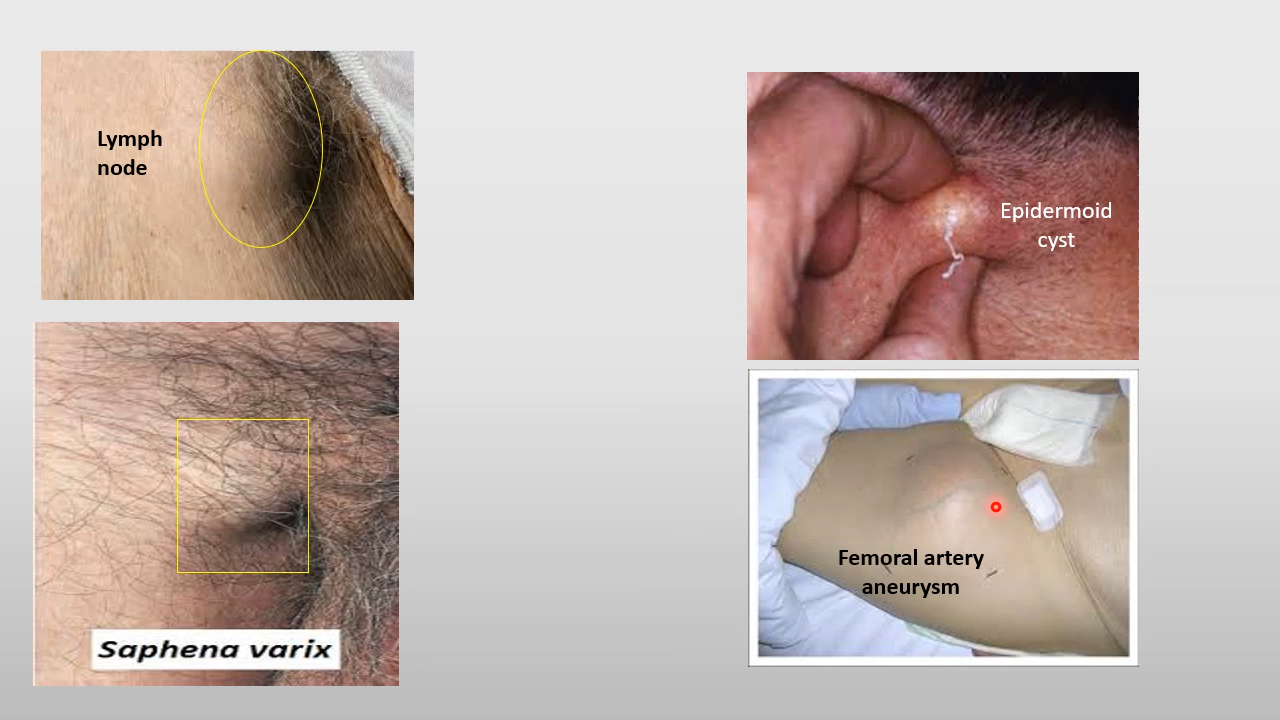 Lymph
node
Epidermoid
cyst
Saphena varix
Femoral artery
aneurysm